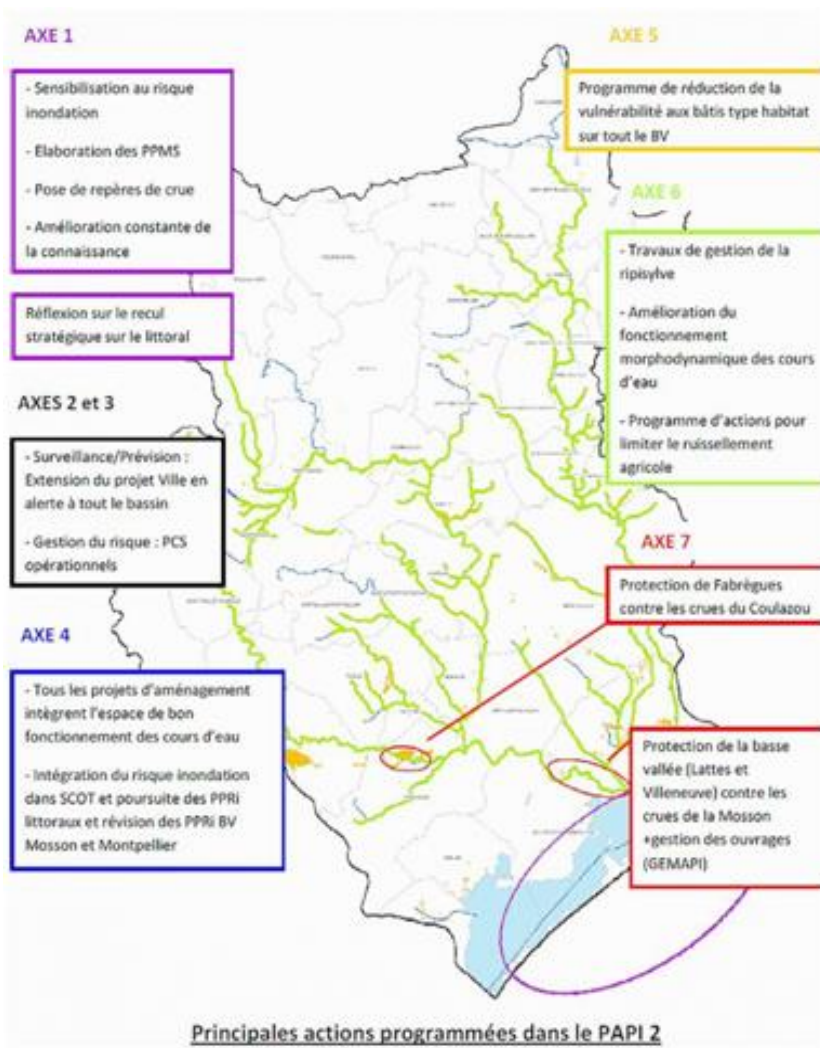 AXE 1
- Sensibilisation au risque
inondation
- Elaboration des PPMS
- Pose de repères de crue
- Amélioration constante de
la connaissance
Réflexion sur le recul
stratégique sur le littoral
AXES 2 et 3
- Surveillance/Prévision :
Extension du projet Ville en
alerte à tout le bassin
- Gestion du risque : PCS
opérationnels
AXE 4
- Tous les projets d'aménagement
intègrent l'espace de bon
fonctionnement des cours d'eau
- Intégration du risque inondation
dans SCOT et poursuite des PPRi
littoraux et révision des PPRi BV
Mosson et Montpellier
AXE 5
Programme de réduction de la
vulnérabilité aux bâtis type habitat
sur tout le BV
AXE 6
- Travaux de gestion de la
ripisylve
- Amélioration du
fonctionnement
morphodynamique des cours
d'eau
- Programme d'actions pour
limiter le ruissellement
agricole
AXE 7
Protection de Fabrègues
contre les crues du Coulazou
Protection de la basse
vallée (Lattes et
Villeneuve) contre les
crues de la Mosson
+gestion des ouvrages
(GEMAPI)
Principales actions programmées dans le PAPI 2